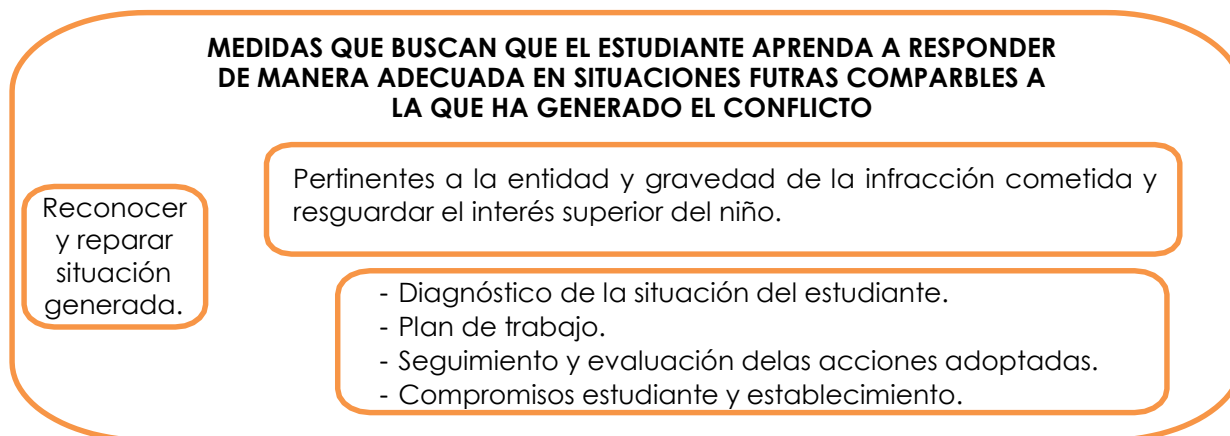 MEDIDAS QUE BUSCAN QUE EL ESTUDIANTE APRENDA A RESPONDER
DE MANERA ADECUADA EN SITUACIONES FUTRAS COMPARBLES A
LA QUE HA GENERADO EL CONFLICTO
Reconocer
y reparar
situación
generada.
Pertinentes a la entidad y gravedad de la infracción cometida y
resguardar el interés superior del niño.
- Diagnóstico de la situación del estudiante.
- Plan de trabajo.
- Seguimiento y evaluación delas acciones adoptadas.
- Compromisos estudiante y establecimiento.